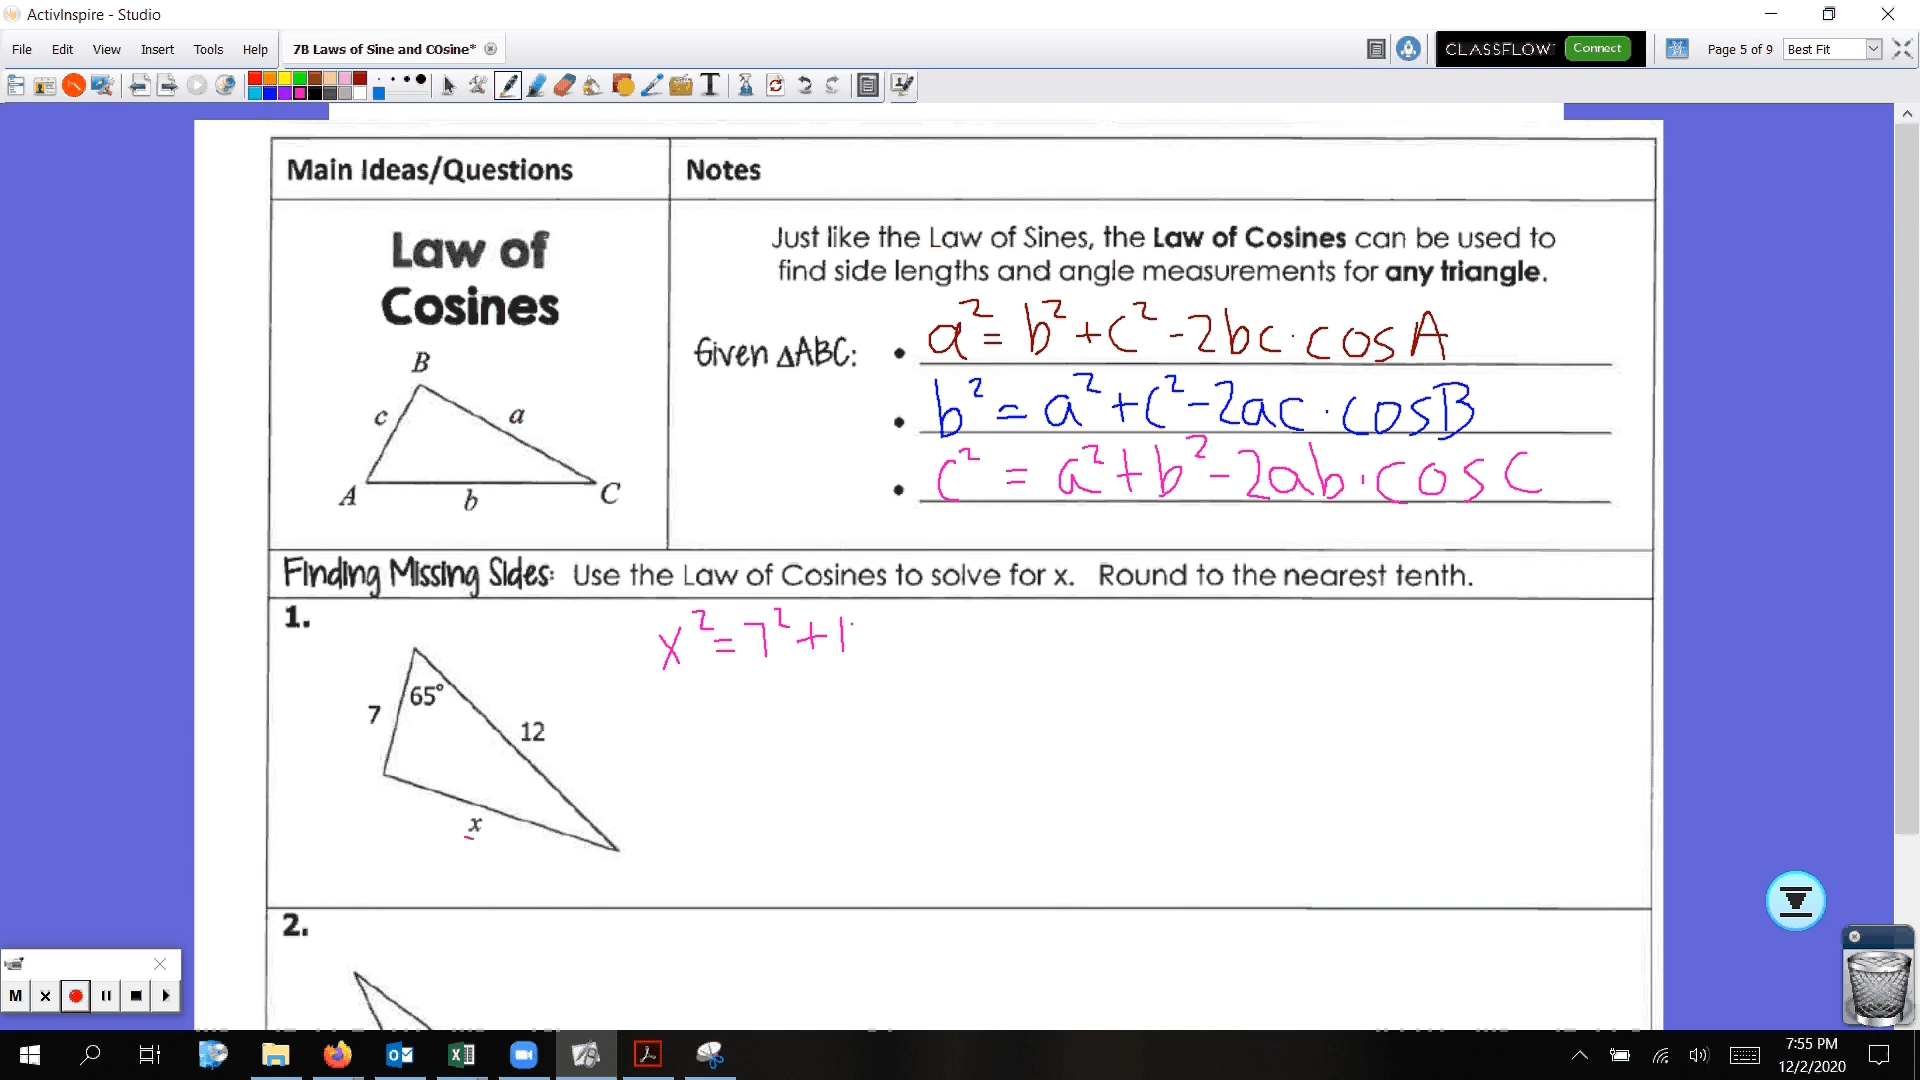 ActivInspire - Studio
File Edit View Insert Tools Help 7B Laws of Sine and COsine* CLASSFLOW Connect Page 5 of 9 Best Fit
T
Main Ideas/Questions Notes
Law of
Cosines
Just like the Law of Sines, the Law of Cosines can be used to
find side lengths and angle measurements for any triangle.
Given △ABC:
• a² = b² + c² - 2bc · cos A
• b² = a² + c² - 2ac · cos B
• c² = a² + b² - 2ab · cos C
B
c a
A b C
Finding Missing Sides: Use the Law of Cosines to solve for x. Round to the nearest tenth.
1.
x² = 7² + 1
65°
7
12
x
2.
M
7:55 PM
12/2/2020